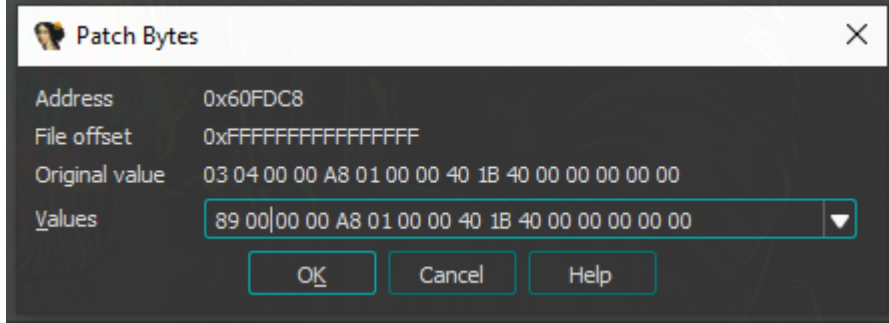 Patch Bytes
Address 0x60FDC8
File offset 0xFFFFFFFFFFFFFFFF
Original value 03 04 00 00 A8 01 00 00 40 1B 40 00 00 00 00 00
Values 89 00 00 00 A8 01 00 00 40 1B 40 00 00 00 00 00
OK Cancel Help